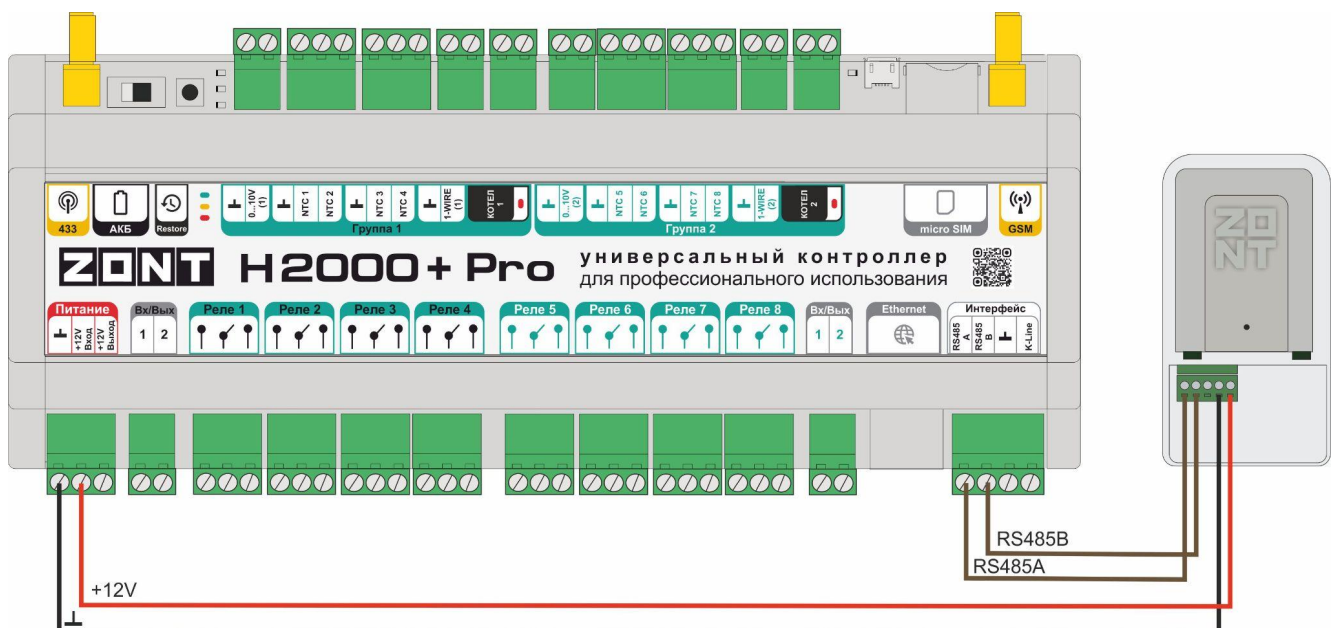 433
АКБ
Restore
0...10V (1)
NTC 1
NTC 2
NTC 3
NTC 4
1-WIRE (1)
КОТЕЛ 1
Группа 1
0...10V (2)
NTC 5
NTC 6
NTC 7
NTC 8
1-WIRE (2)
КОТЕЛ 2
Группа 2
micro SIM
GSM
ZONT H2000+ Pro
универсальный контроллер
для профессионального использования
ZONT
Питание
+12V Вход
+12V Выход
Вх/Вых
1 2
Реле 1
Реле 2
Реле 3
Реле 4
Реле 5
Реле 6
Реле 7
Реле 8
Вх/Вых
1 2
Ethernet
Интерфейс
RS485 A
RS485 B
K-Line
RS485B
RS485A
+12V